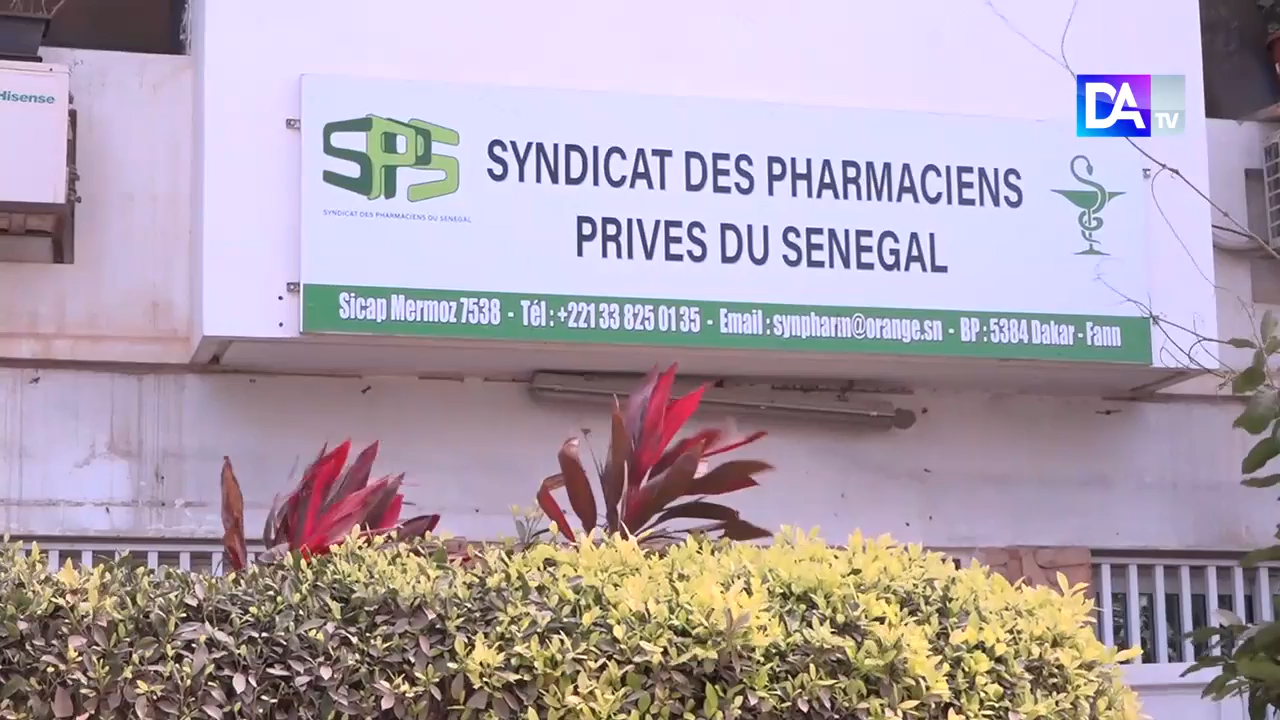 Hisense
DA TV
SPS
SYNDICAT DES PHARMACIENS DU SENEGAL
SYNDICAT DES PHARMACIENS
PRIVES DU SENEGAL
Sicap Mermoz 7538 - Tél : +221 33 825 01 35 - Email : synpharm@orange.sn - BP : 5384 Dakar - Fann